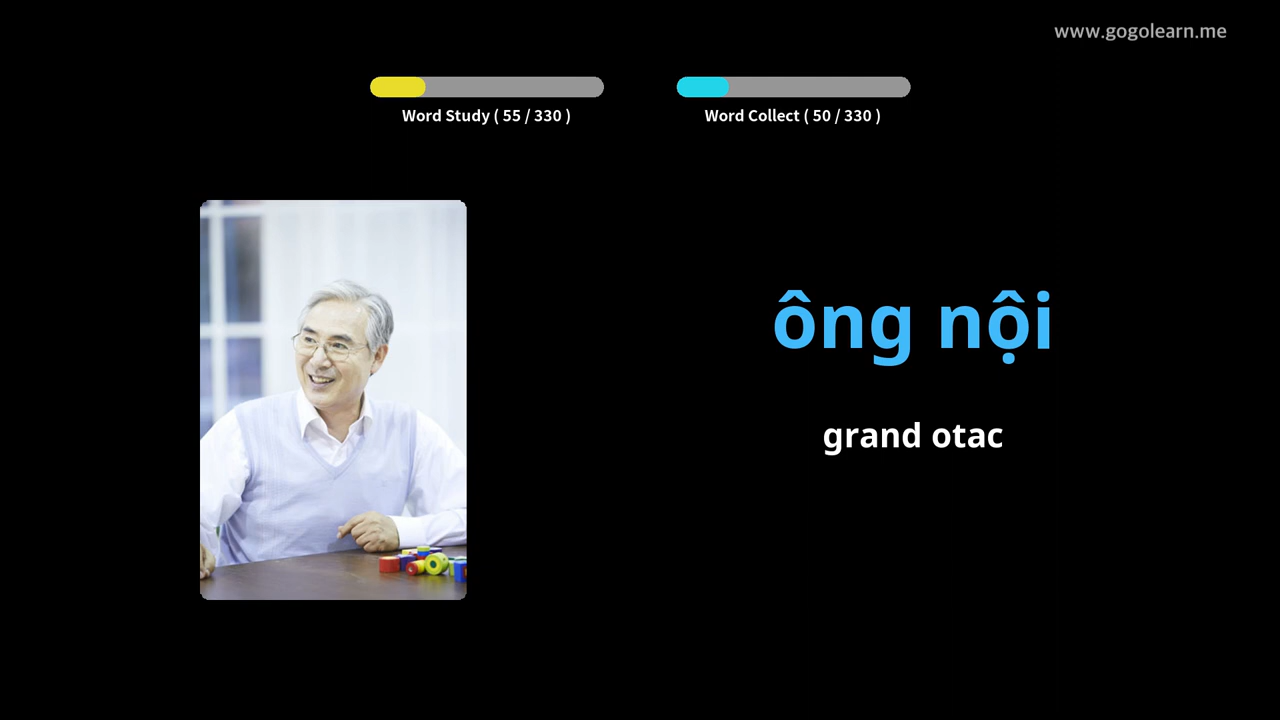 www.gogolearn.me
Word Study ( 55 / 330 )
Word Collect ( 50 / 330 )
ông nội
grand otac